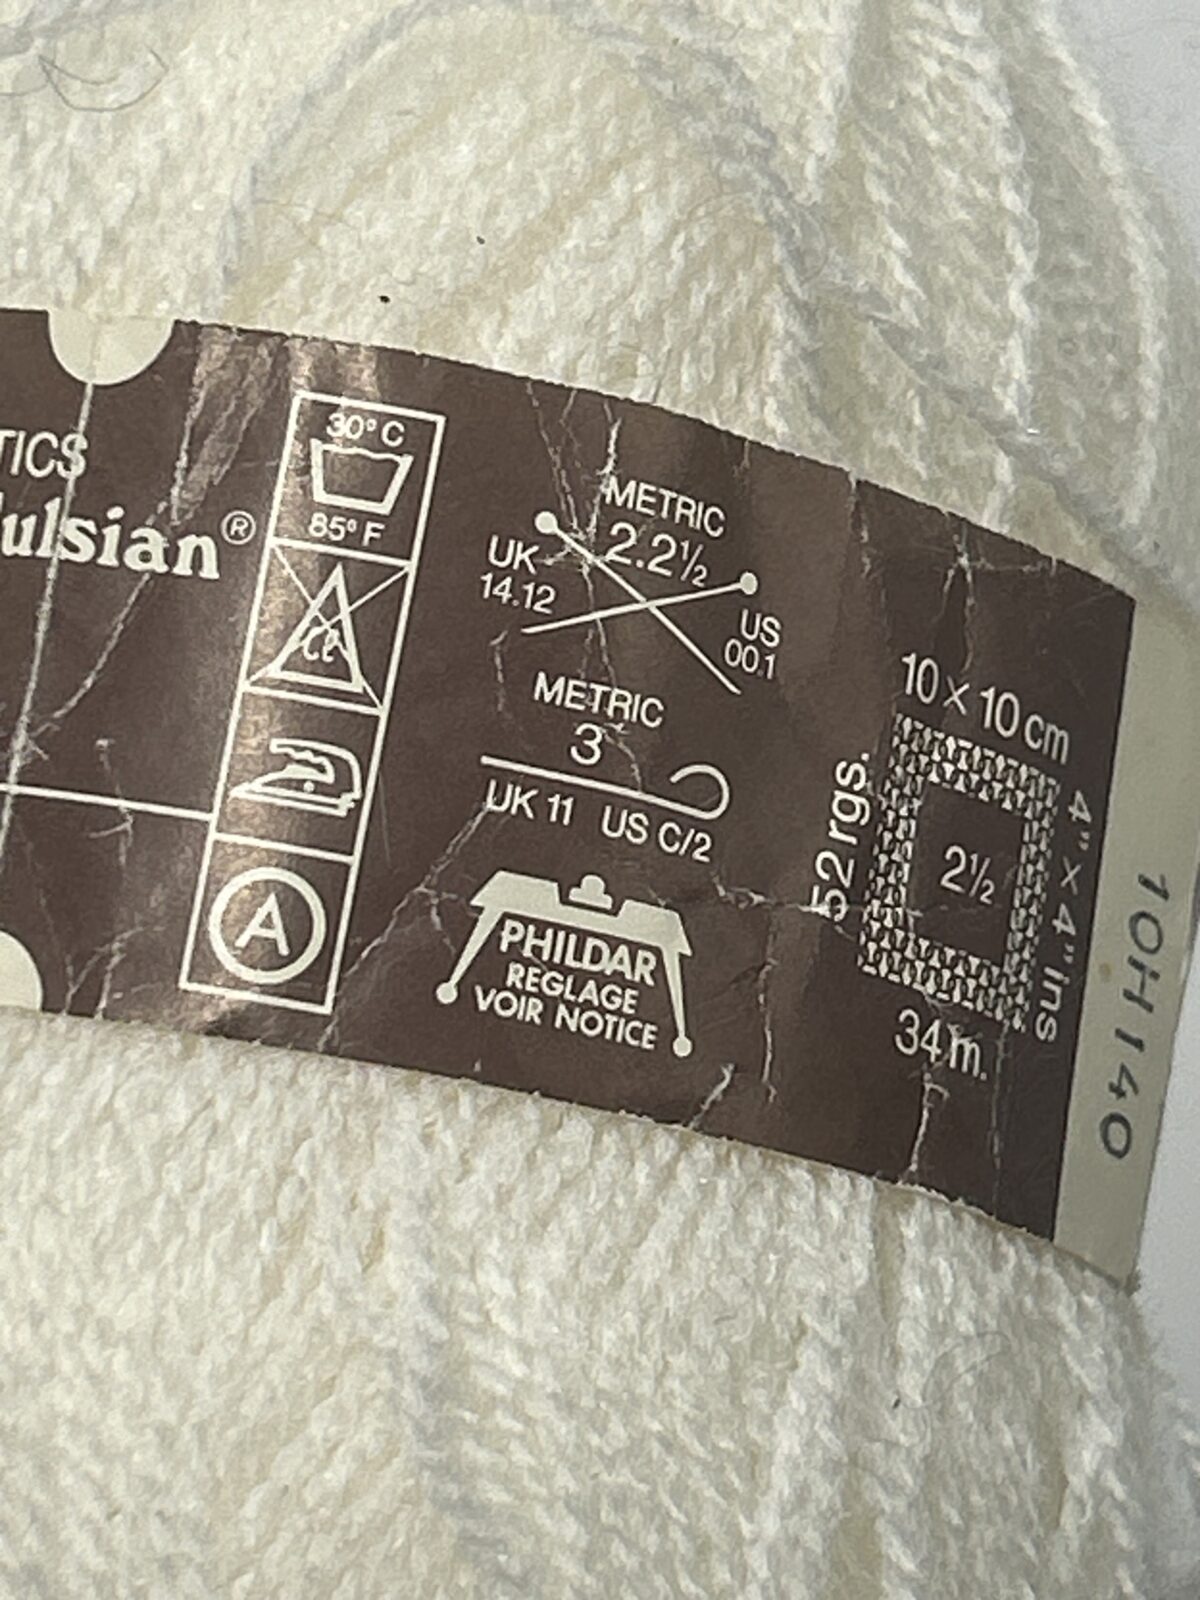 TICS
ulsian®
30°C
85°F
Cl
A
METRIC
2.2½
UK
14.12
US
00.1
METRIC
3
UK 11 US C/2
PHILDAR
REGLAGE
VOIR NOTICE
10 × 10 cm
52 rgs.
2½
4" × 4" ins
34 m.
10H140